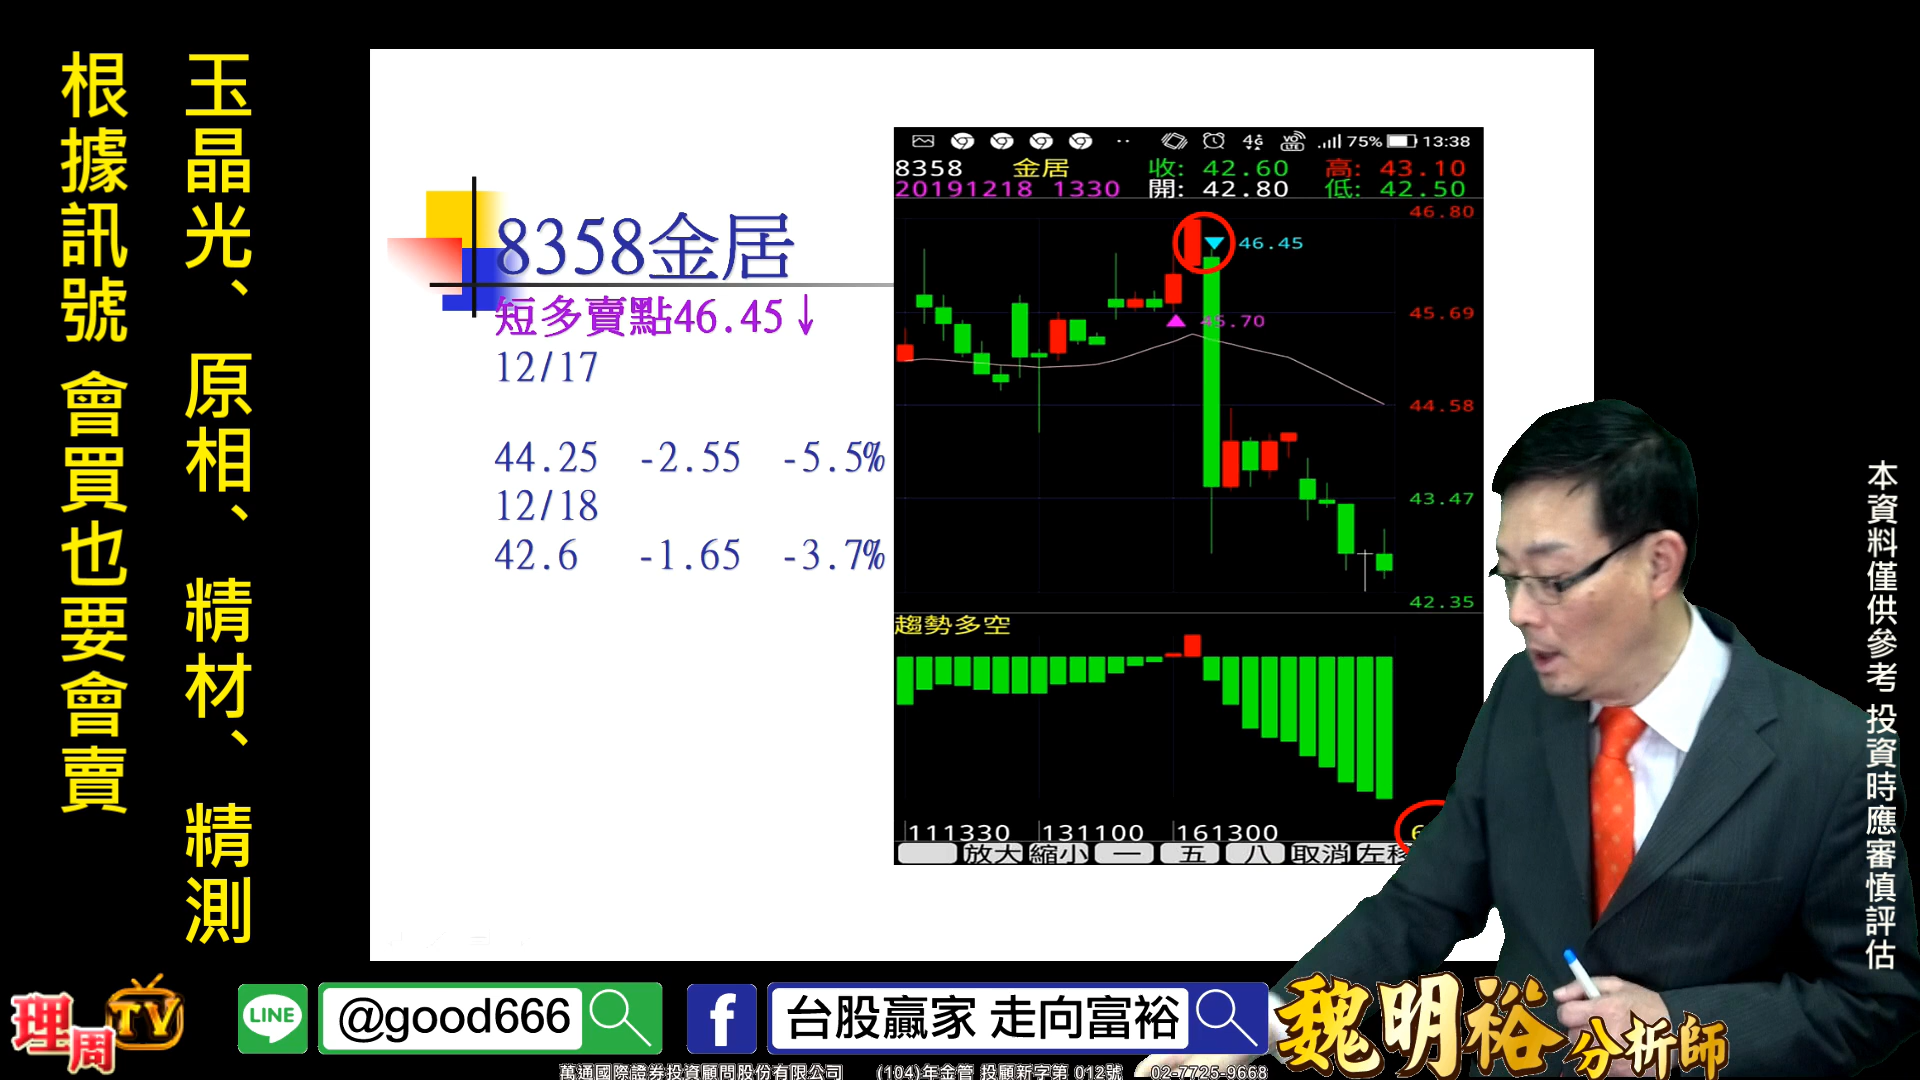 玉晶光、原相、精材、精測
根據訊號 會買也要會賣
8358金居
短多賣點46.45↓
12/17
44.25 -2.55 -5.5%
12/18
42.6 -1.65 -3.7%
75% 13:38
8358 金居 收: 42.60 高: 43.10
20191218 1330 開: 42.80 低: 42.50
46.80
46.45
45.69
45.70
44.58
43.47
42.35
趨勢多空
111330 131100 161300
放大 縮小 一 五 八 取消 左移
本資料僅供參考 投資時應審慎評估
理周TV
LINE @good666
f 台股贏家 走向富裕
魏明裕分析師
萬通國際證券投資顧問股份有限公司 (104)年金管 投顧新字第 012號 02-7725-9668